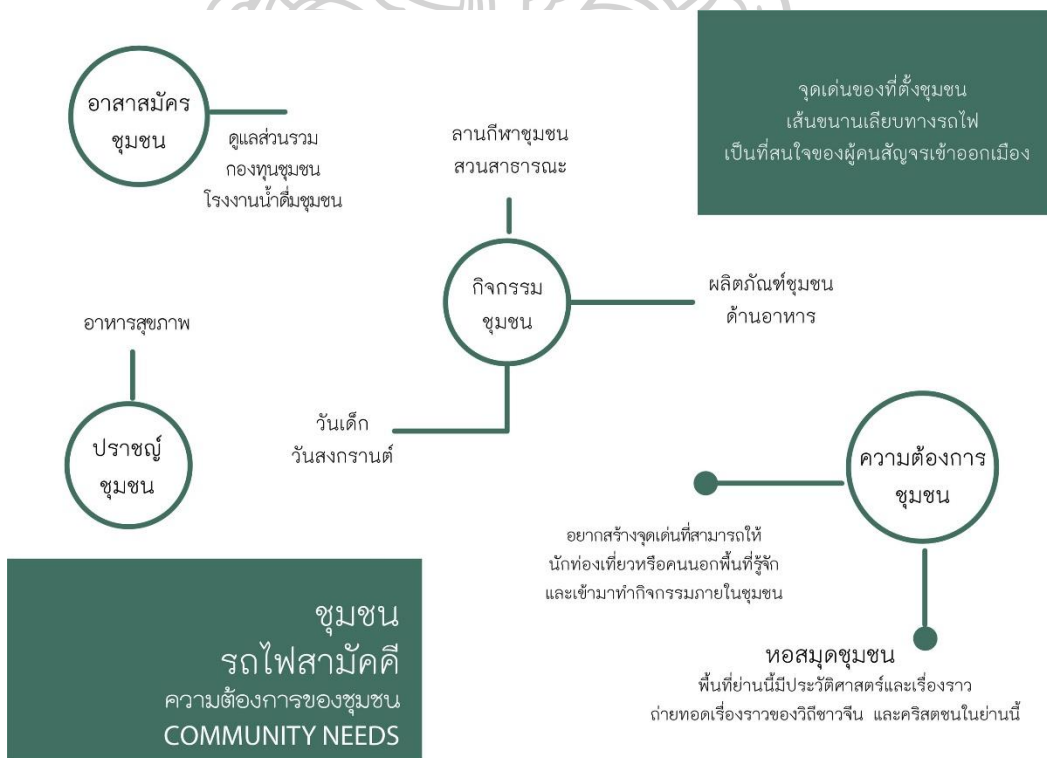 อาสาสมัคร
ชุมชน
ดูแลส่วนรวม
กองทุนชุมชน
โรงงานน้ำดื่มชุมชน
ลานกีฬาชุมชน
สวนสาธารณะ
จุดเด่นของที่ตั้งชุมชน
เส้นขนานเลียบทางรถไฟ
เป็นที่สนใจของผู้คนสัญจรเข้าออกเมือง
กิจกรรม
ชุมชน
ผลิตภัณฑ์ชุมชน
ด้านอาหาร
วันเด็ก
วันสงกรานต์
อาหารสุขภาพ
ปราชญ์
ชุมชน
ความต้องการ
ชุมชน
อยากสร้างจุดเด่นที่สามารถให้
นักท่องเที่ยวหรือคนนอกพื้นที่รู้จัก
และเข้ามาทำกิจกรรมภายในชุมชน
หอสมุดชุมชน
พื้นที่ย่านนี้มีประวัติศาสตร์และเรื่องราว
ถ่ายทอดเรื่องราวของวิถีชาวจีน และคริสตชนในย่านนี้
ชุมชน
รถไฟสามัคคี
ความต้องการของชุมชน
COMMUNITY NEEDS